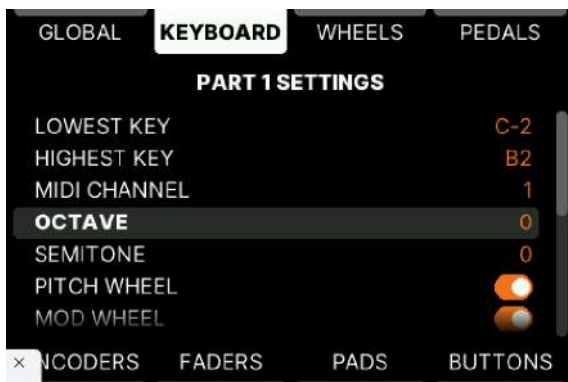 GLOBAL KEYBOARD WHEELS PEDALS
PART 1 SETTINGS
LOWEST KEY C-2
HIGHEST KEY B2
MIDI CHANNEL 1
OCTAVE 0
SEMITONE 0
PITCH WHEEL
MOD WHEEL
× NCODERS FADERS PADS BUTTONS